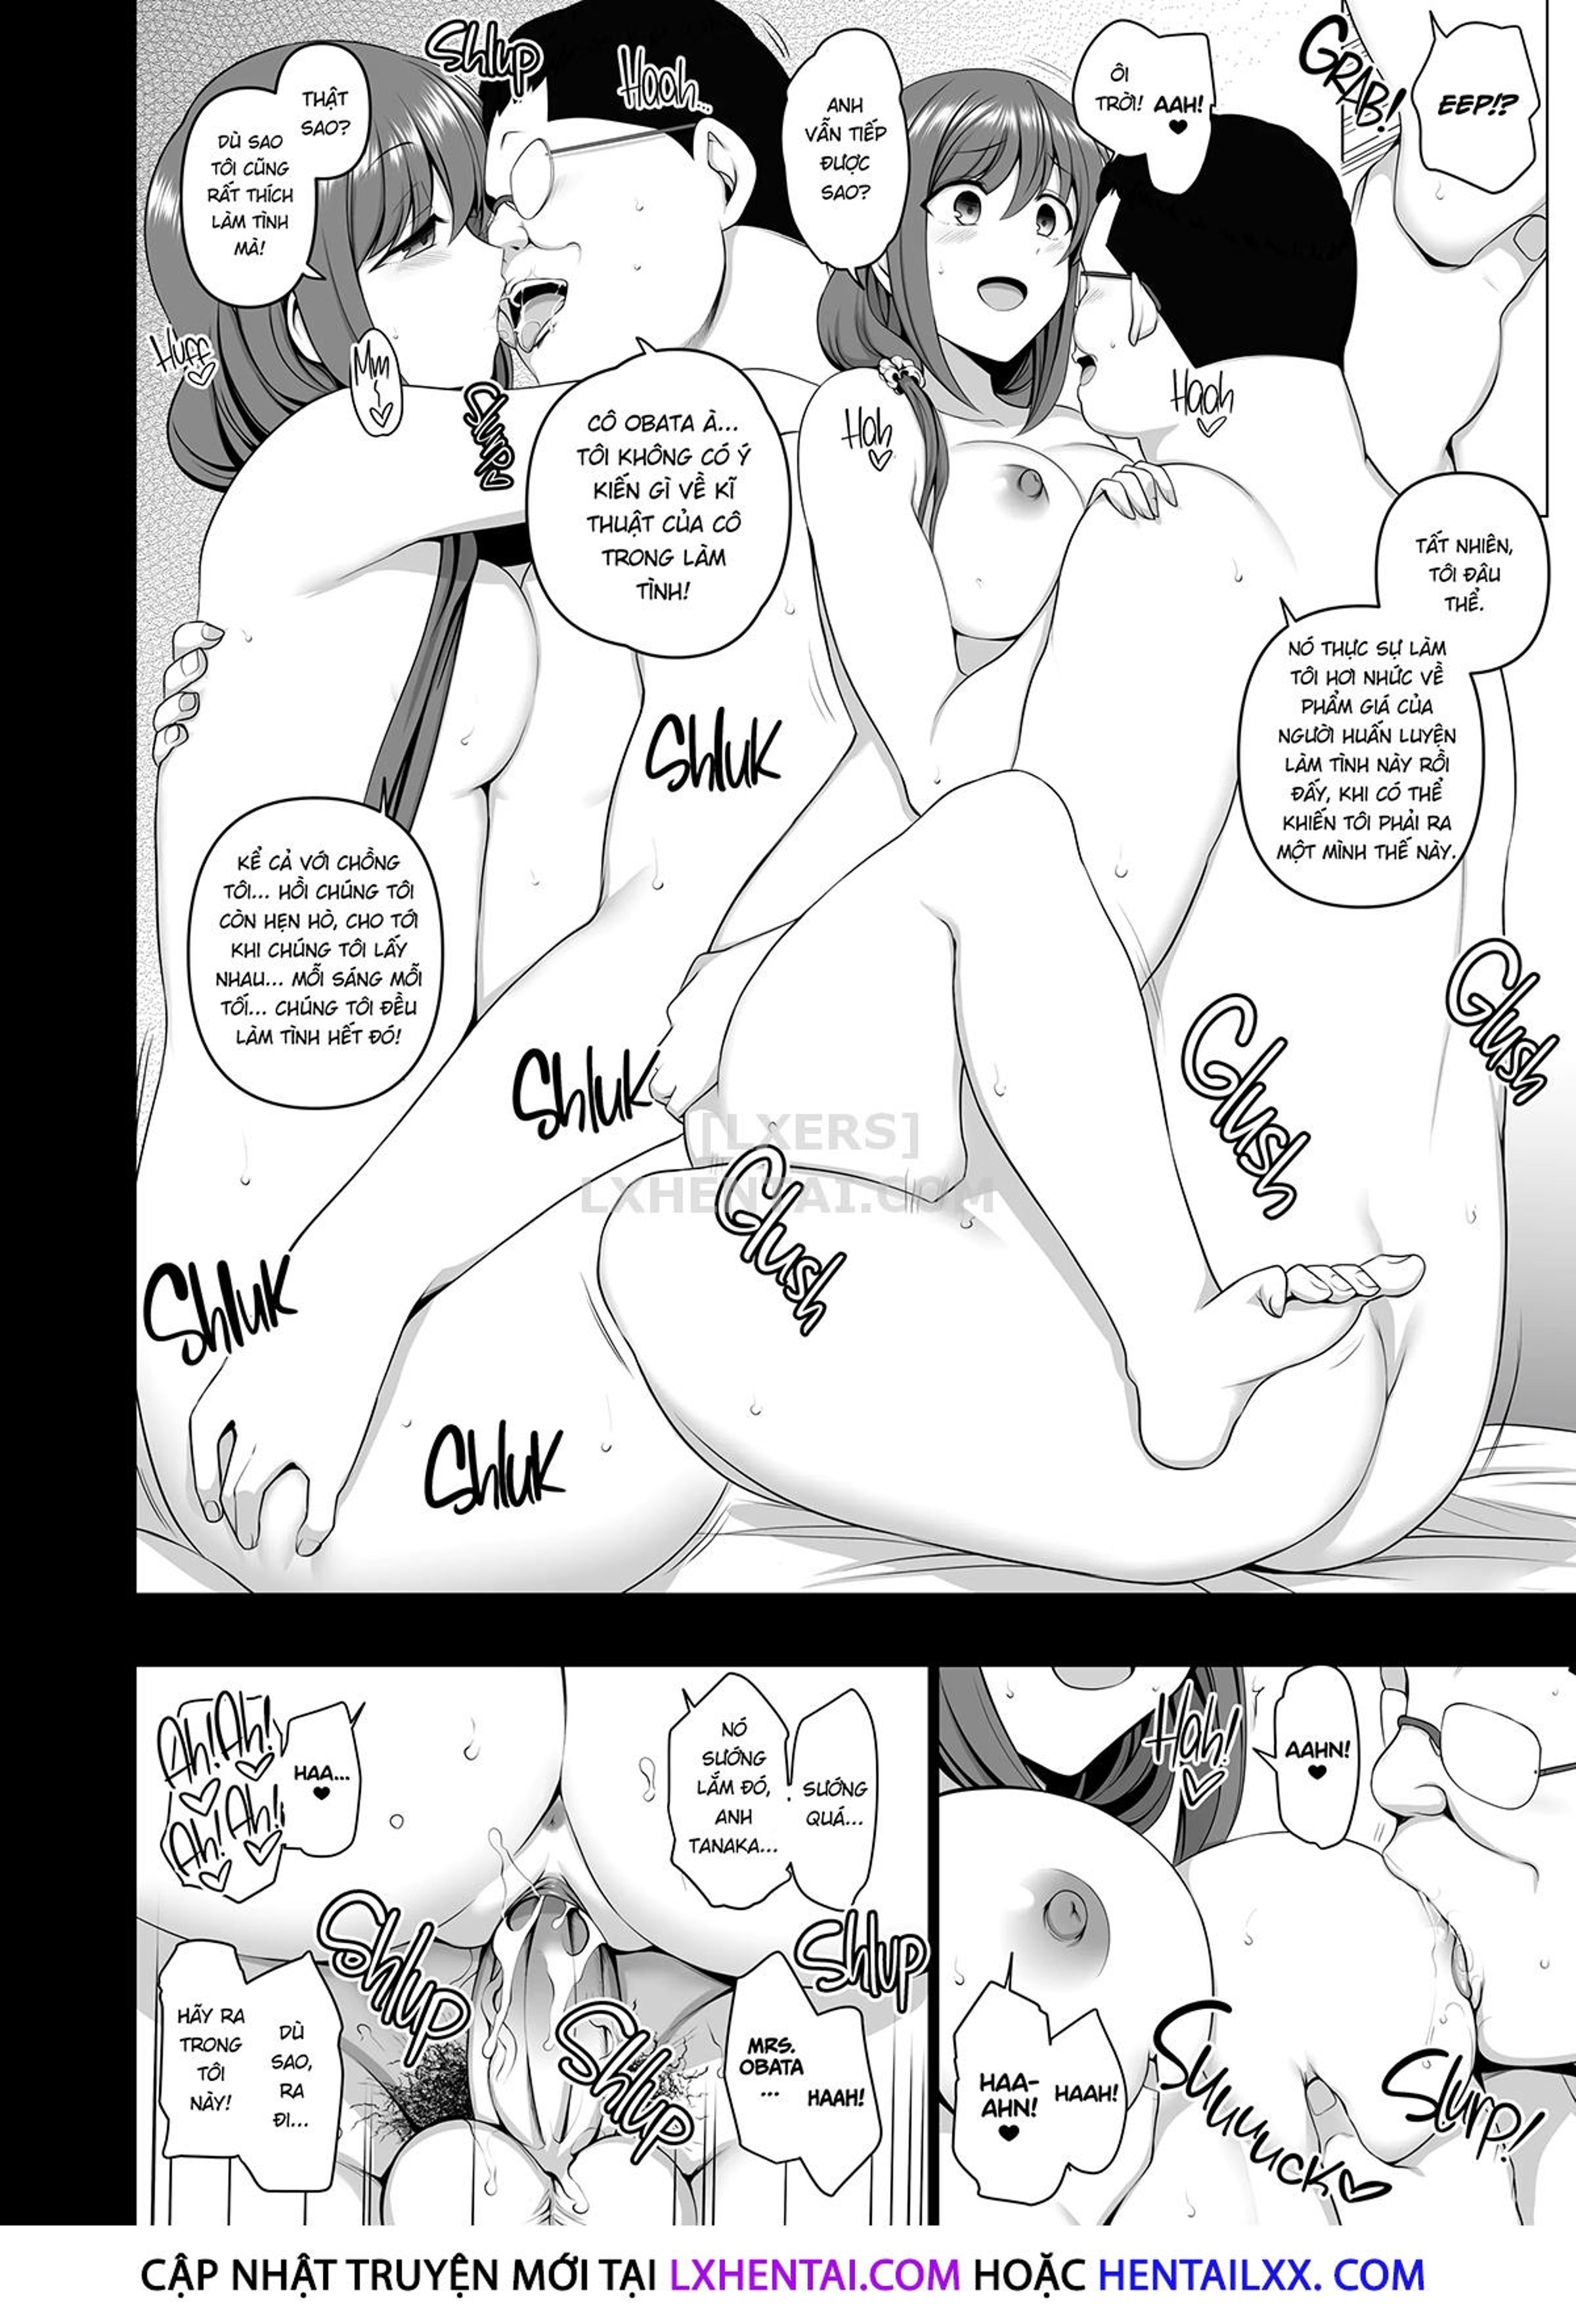 EEP!?
GRAB!
ÔI
TRỜI! AAH!
ANH
VẪN TIẾP
ĐƯỢC
SAO?
Haah
Hah
TẤT NHIÊN,
TÔI ĐÂU
THỂ.
NÓ THỰC SỰ LÀM
TÔI HƠI NHỨC VỀ
PHẨM GIÁ CỦA
NGƯỜI HUẤN LUYỆN
LÀM TÌNH NÀY RỒI
ĐẤY, KHI CÓ THỂ
KHIẾN TÔI PHẢI RA
MỘT MÌNH THẾ NÀY.
Glush
Glush
Glush
Shlup
Haah...
THẬT
SAO?
DÙ SAO
TÔI CŨNG
RẤT THÍCH
LÀM TÌNH
MÀ!
Huff
Mm
Slurp
CÔ OBATA À...
TÔI KHÔNG CÓ Ý
KIẾN GÌ VỀ KĨ
THUẬT CỦA CÔ
TRONG LÀM
TÌNH!
KỂ CẢ VỚI CHỒNG
TÔI... HỒI CHÚNG TÔI
CÒN HẸN HÒ, CHO TỚI
KHI CHÚNG TÔI LẤY
NHAU... MỖI SÁNG MỖI
TỐI... CHÚNG TÔI ĐỀU
LÀM TÌNH HẾT ĐÓ!
Shluk
Shluk
Shluk
Shluk
[LXERS]
LXHENTAI.COM
AAHN!
Hah!
HAAH!
HAA-
AHN!
Suuuuck
Slurp!
SƯỚNG
QUÁ...
NÓ
SƯỚNG
LẮM ĐÓ,
ANH
TANAKA...
HAA...
Ah! Ah!
Ah! Ah!
Shlup
Shlup
Shlup
MRS.
OBATA
...
HAAH!
DÙ
SAO,
RA
ĐI...
HÃY RA
TRONG
TÔI
NÀY!
CẬP NHẬT TRUYỆN MỚI TẠI LXHENTAI.COM HOẶC HENTAILXX. COM